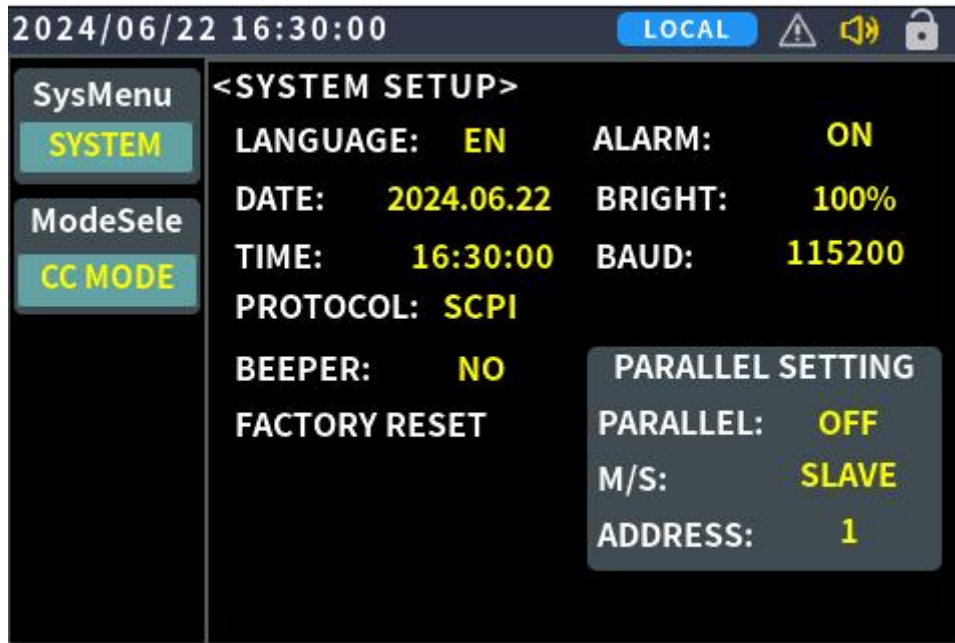 2024/06/22 16:30:00 LOCAL
SysMenu
SYSTEM
ModeSele
CC MODE
<SYSTEM SETUP>
LANGUAGE: EN
ALARM: ON
DATE: 2024.06.22
BRIGHT: 100%
TIME: 16:30:00
BAUD: 115200
PROTOCOL: SCPI
BEEPER: NO
FACTORY RESET
PARALLEL SETTING
PARALLEL: OFF
M/S: SLAVE
ADDRESS: 1